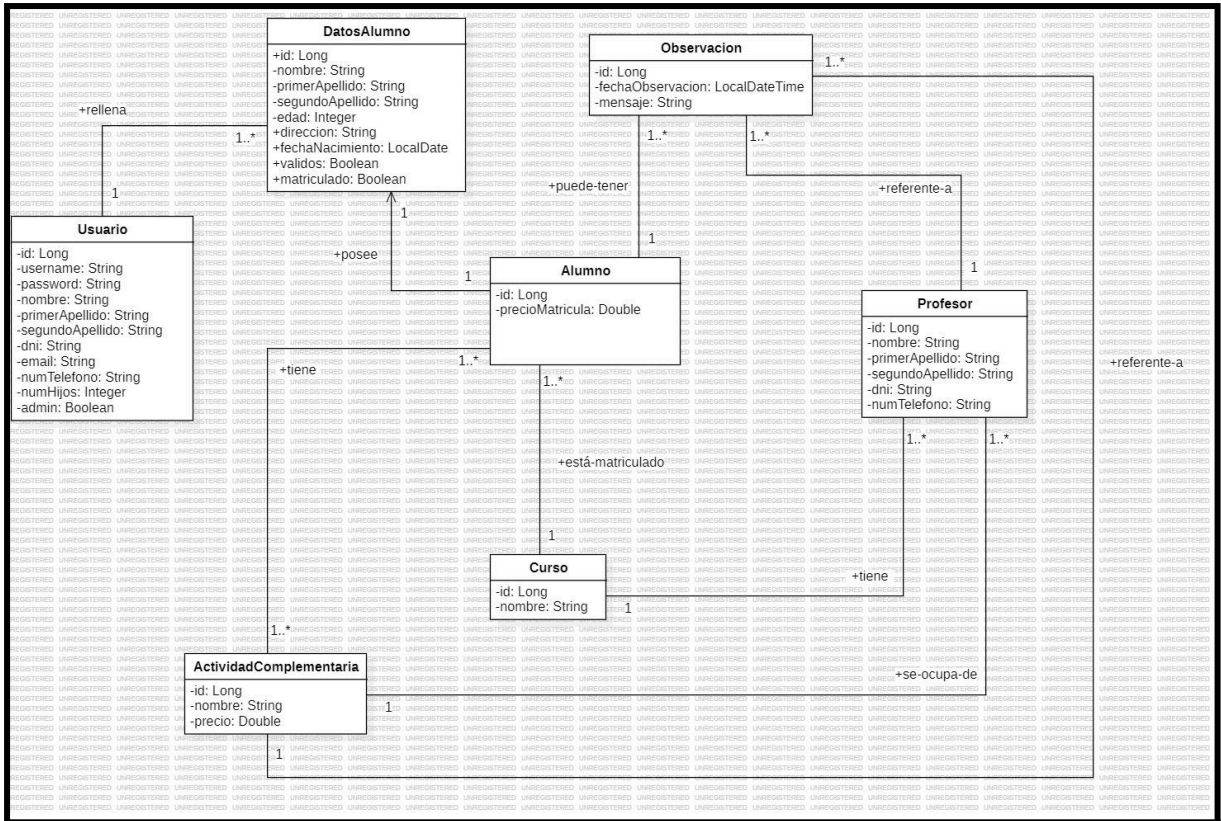 DatosAlumno
+id: Long
-nombre: String
-primerApellido: String
-segundoApellido: String
-edad: Integer
+direccion: String
+fechaNacimiento: LocalDate
+validos: Boolean
+matriculado: Boolean
Observacion
-id: Long
-fechaObservacion: LocalDateTime
-mensaje: String
1..*
+rellena
1..*
1
1..*
1..*
+puede-tener
+referente-a
1
1
Usuario
-id: Long
-username: String
-password: String
-nombre: String
-primerApellido: String
-segundoApellido: String
-dni: String
-email: String
-numTelefono: String
-numHijos: Integer
-admin: Boolean
1
+posee
1
Alumno
-id: Long
-precioMatricula: Double
1
Profesor
-id: Long
-nombre: String
-primerApellido: String
-segundoApellido: String
-dni: String
-numTelefono: String
+tiene
1..*
1..*
+referente-a
1..*
1..*
+está-matriculado
1
Curso
-id: Long
-nombre: String
1
+tiene
1..*
ActividadComplementaria
-id: Long
-nombre: String
-precio: Double
1
+se-ocupa-de
1
UNREGISTERED